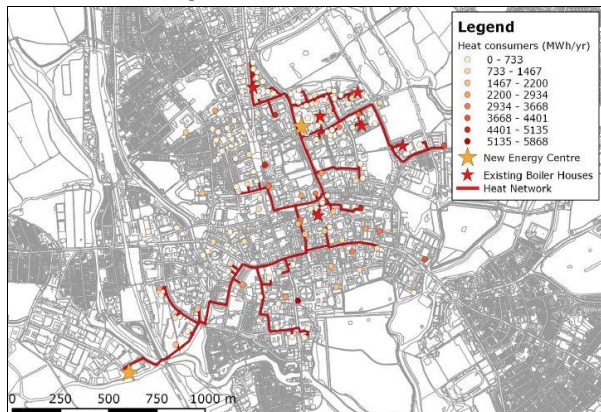 Legend
Heat consumers (MWh/yr)
0 - 733
733 - 1467
1467 - 2200
2200 - 2934
2934 - 3668
3668 - 4401
4401 - 5135
5135 - 5868
New Energy Centre
Existing Boiler Houses
Heat Network
0 250 500 750 1000 m